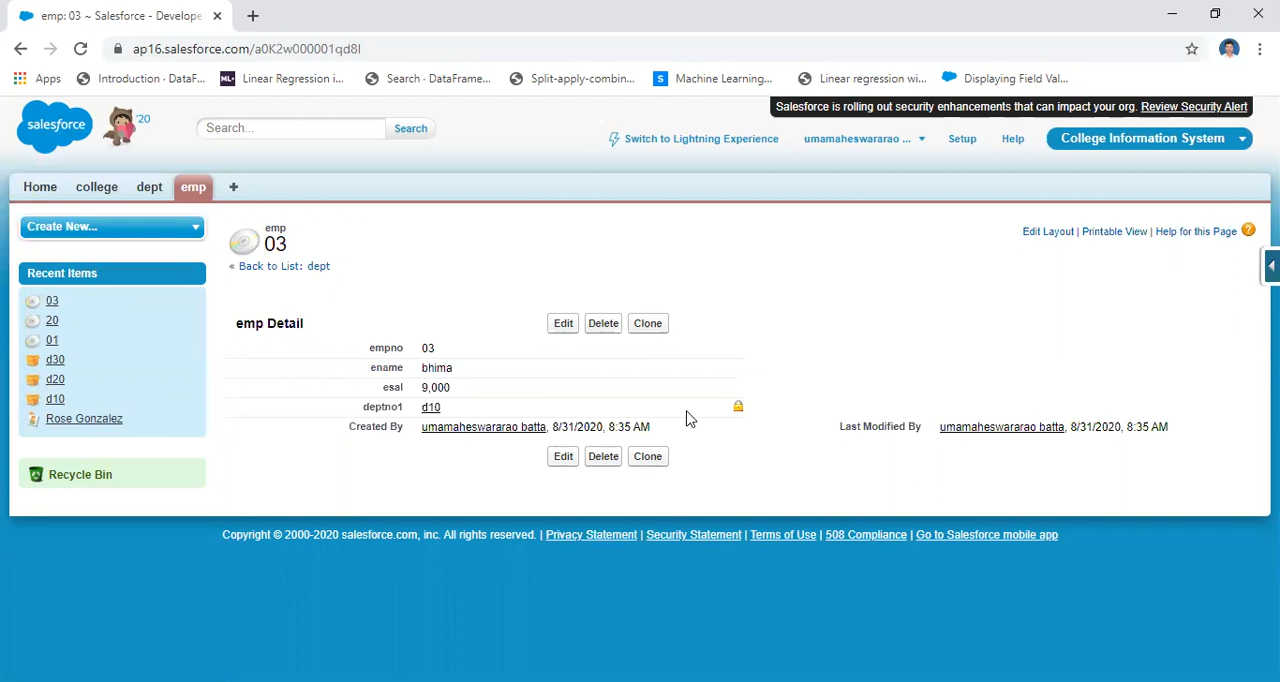 emp: 03 ~ Salesforce - Develope
ap16.salesforce.com/a0K2w000001qd8I
Apps Introduction · DataF... ML+ Linear Regression i... Search · DataFrame... Split-apply-combin... S Machine Learning,... Linear regression wi... Displaying Field Val...
Salesforce is rolling out security enhancements that can impact your org. Review Security Alert
salesforce '20 Search... Search Switch to Lightning Experience umamaheswararao ... Setup Help College Information System
Home college dept emp +
Create New...
emp
03
Edit Layout | Printable View | Help for this Page ?
« Back to List: dept
Recent Items
03
20
01
d30
d20
d10
Rose Gonzalez
Recycle Bin
emp Detail Edit Delete Clone
empno 03
ename bhima
esal 9,000
deptno1 d10
Created By umamaheswararao batta, 8/31/2020, 8:35 AM Last Modified By umamaheswararao batta, 8/31/2020, 8:35 AM
Edit Delete Clone
Copyright © 2000-2020 salesforce.com, inc. All rights reserved. | Privacy Statement | Security Statement | Terms of Use | 508 Compliance | Go to Salesforce mobile app